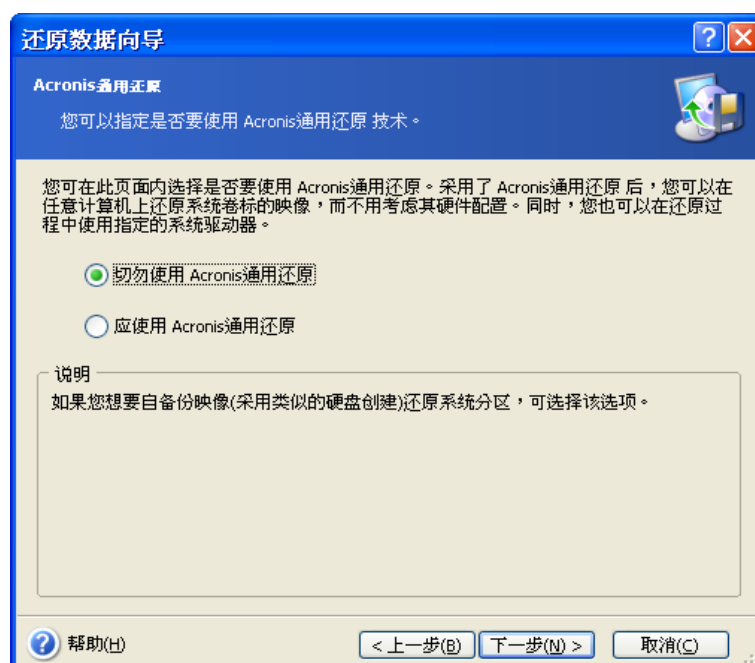 还原数据向导
Acronis通用还原
您可以指定是否要使用 Acronis通用还原 技术。
您可在此页面内选择是否要使用 Acronis通用还原。采用了 Acronis通用还原 后，您可以在
任意计算机上还原系统卷标的映像，而不用考虑其硬件配置。同时，您也可以在还原过
程中使用指定的系统驱动器。
切勿使用 Acronis通用还原
应使用 Acronis通用还原
说明
如果您想要自备份映像(采用类似的硬盘创建)还原系统分区，可选择该选项。
帮助(H)
< 上一步(B)
下一步(N) >
取消(C)